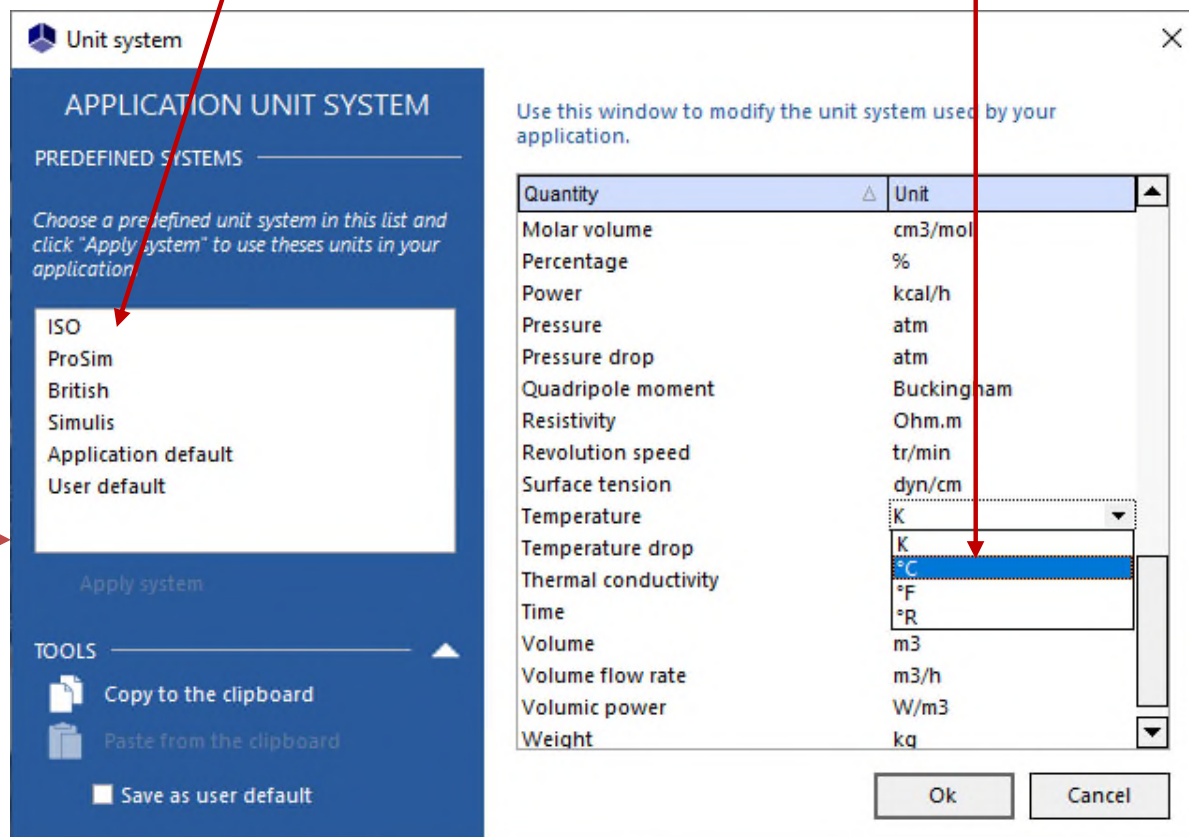 Unit system
APPLICATION UNIT SYSTEM
PREDEFINED SYSTEMS
Choose a predefined unit system in this list and
click "Apply system" to use theses units in your
application.
ISO
ProSim
British
Simulis
Application default
User default
Apply system
TOOLS
Copy to the clipboard
Paste from the clipboard
Save as user default
Use this window to modify the unit system used by your
application.
Quantity Unit
Molar volume cm3/mol
Percentage %
Power kcal/h
Pressure atm
Pressure drop atm
Quadripole moment Buckingham
Resistivity Ohm.m
Revolution speed tr/min
Surface tension dyn/cm
Temperature K
Temperature drop K
Thermal conductivity °C
Time °F
°R
Volume m3
Volume flow rate m3/h
Volumic power W/m3
Weight kg
Ok Cancel